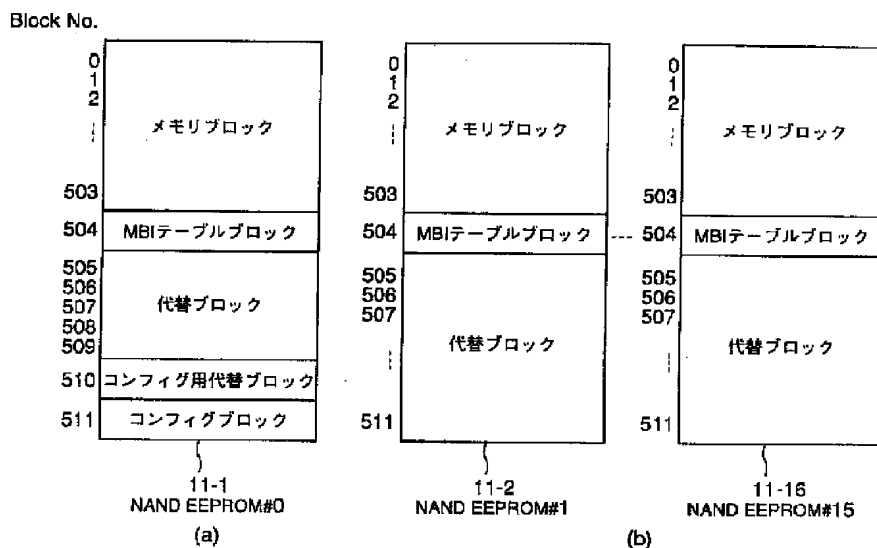 Block No.
0
1
2
メモリブロック
503
504
MBIテーブルブロック
505
506
507
508
509
代替ブロック
510
コンフィグ用代替ブロック
511
コンフィグブロック
11-1
NAND EEPROM#0
(a)
0
1
2
メモリブロック
503
504
MBIテーブルブロック
505
506
507
代替ブロック
511
11-2
NAND EEPROM#1
0
1
2
メモリブロック
503
504
MBIテーブルブロック
505
506
507
代替ブロック
511
11-16
NAND EEPROM#15
(b)